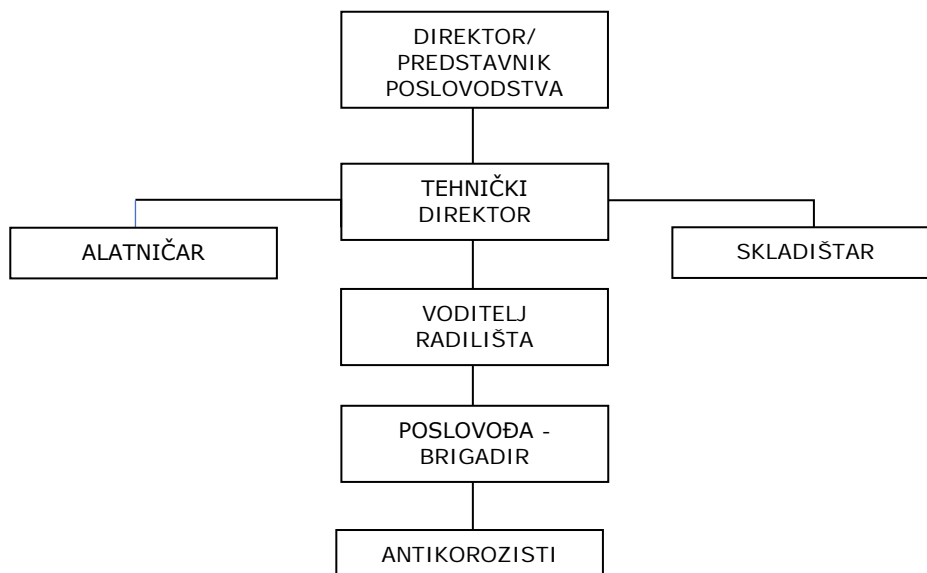 DIREKTOR/
PREDSTAVNIK
POSLOVODSTVA
TEHNIČKI
DIREKTOR
ALATNIČAR
SKLADIŠTAR
VODITELJ
RADILIŠTA
POSLOVOĐA -
BRIGADIR
ANTIKOROZISTI